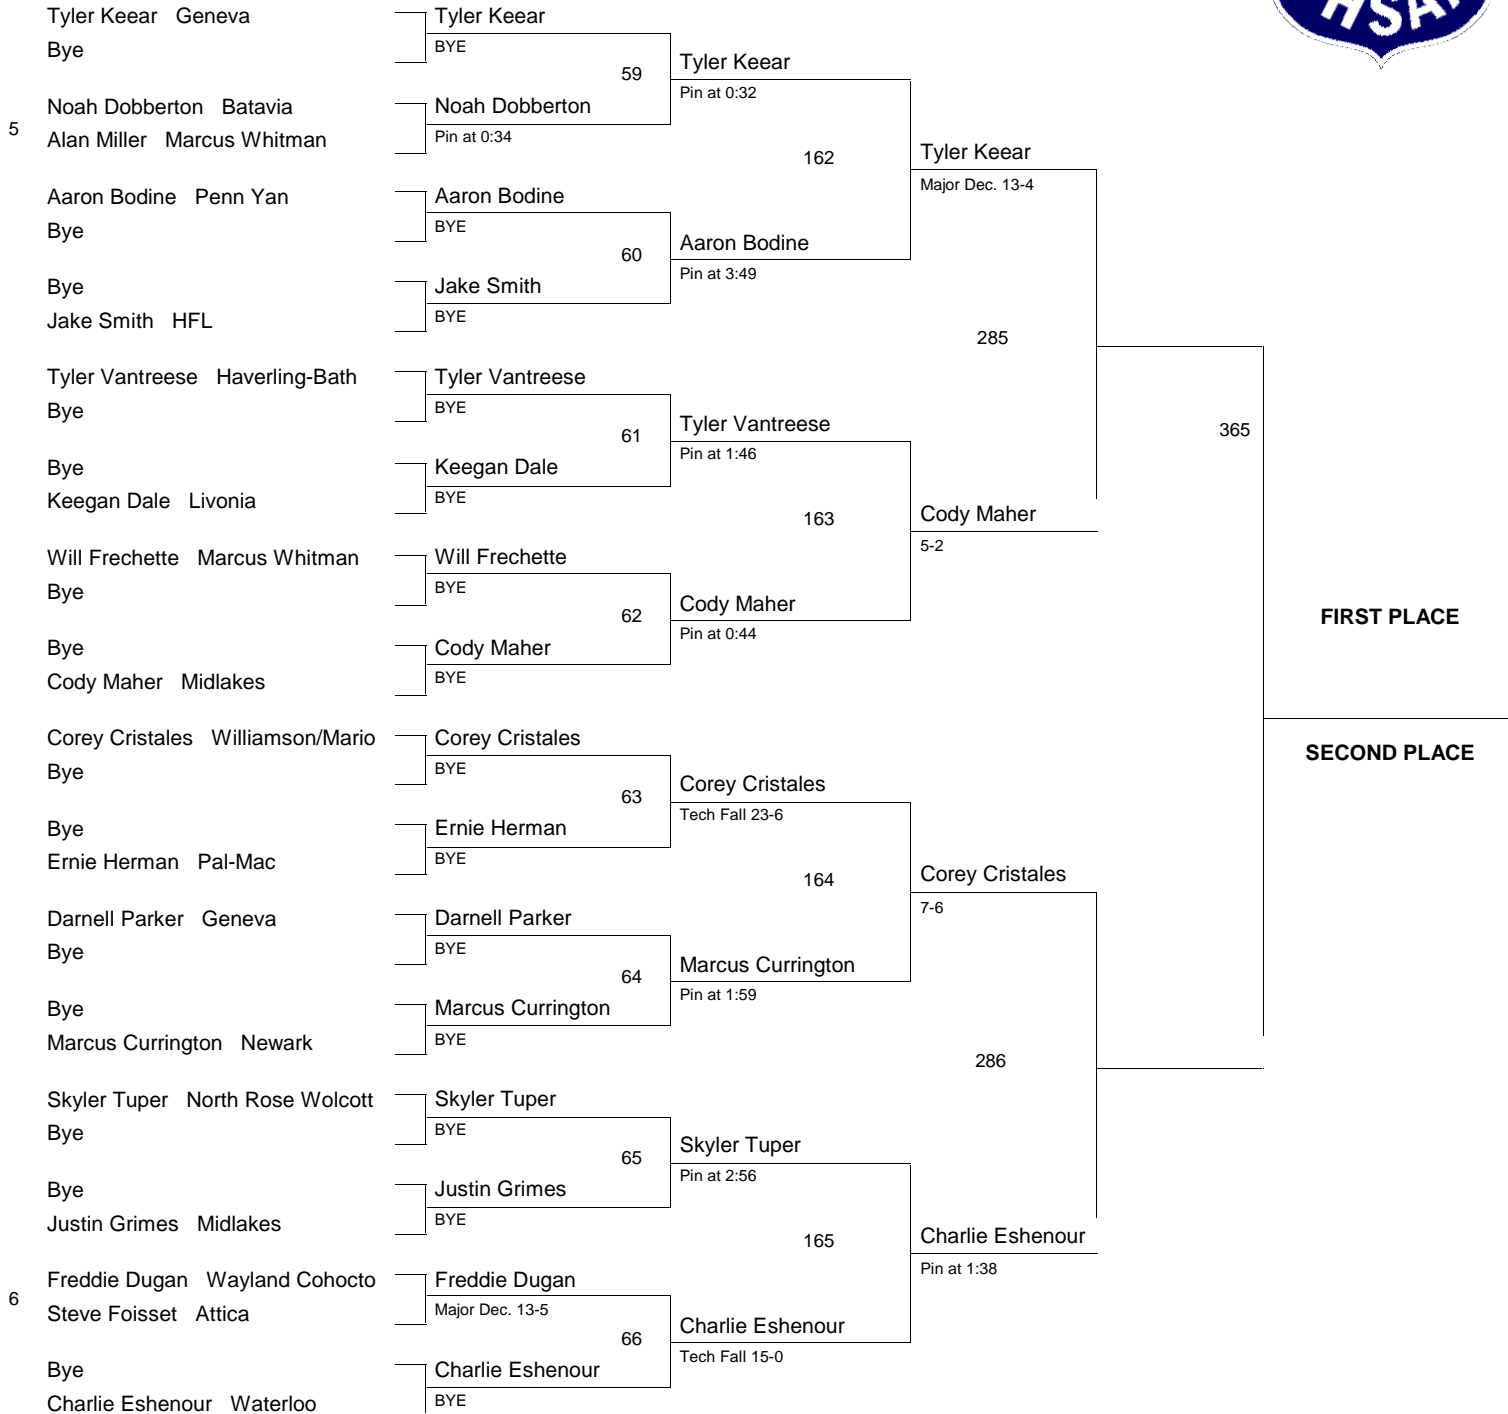 HSA
Tyler Keear Geneva
Bye
Tyler Keear
BYE
59
Tyler Keear
Pin at 0:32
5
Noah Dobberton Batavia
Alan Miller Marcus Whitman
Noah Dobberton
Pin at 0:34
162
Tyler Keear
Major Dec. 13-4
Aaron Bodine Penn Yan
Bye
Aaron Bodine
BYE
60
Aaron Bodine
Pin at 3:49
Bye
Jake Smith HFL
Jake Smith
BYE
285
Tyler Vantreese Haverling-Bath
Bye
Tyler Vantreese
BYE
61
Tyler Vantreese
Pin at 1:46
365
Bye
Keegan Dale Livonia
Keegan Dale
BYE
163
Cody Maher
5-2
Will Frechette Marcus Whitman
Bye
Will Frechette
BYE
62
Cody Maher
Pin at 0:44
FIRST PLACE
Bye
Cody Maher Midlakes
Cody Maher
BYE
SECOND PLACE
Corey Cristales Williamson/Mario
Bye
Corey Cristales
BYE
63
Corey Cristales
Tech Fall 23-6
Bye
Ernie Herman Pal-Mac
Ernie Herman
BYE
164
Corey Cristales
7-6
Darnell Parker Geneva
Bye
Darnell Parker
BYE
64
Marcus Currington
Pin at 1:59
Bye
Marcus Currington Newark
Marcus Currington
BYE
286
Skyler Tuper North Rose Wolcott
Bye
Skyler Tuper
BYE
65
Skyler Tuper
Pin at 2:56
Bye
Justin Grimes Midlakes
Justin Grimes
BYE
165
Charlie Eshenour
Pin at 1:38
6
Freddie Dugan Wayland Cohocto
Steve Foisset Attica
Freddie Dugan
Major Dec. 13-5
66
Charlie Eshenour
Tech Fall 15-0
Bye
Charlie Eshenour Waterloo
Charlie Eshenour
BYE